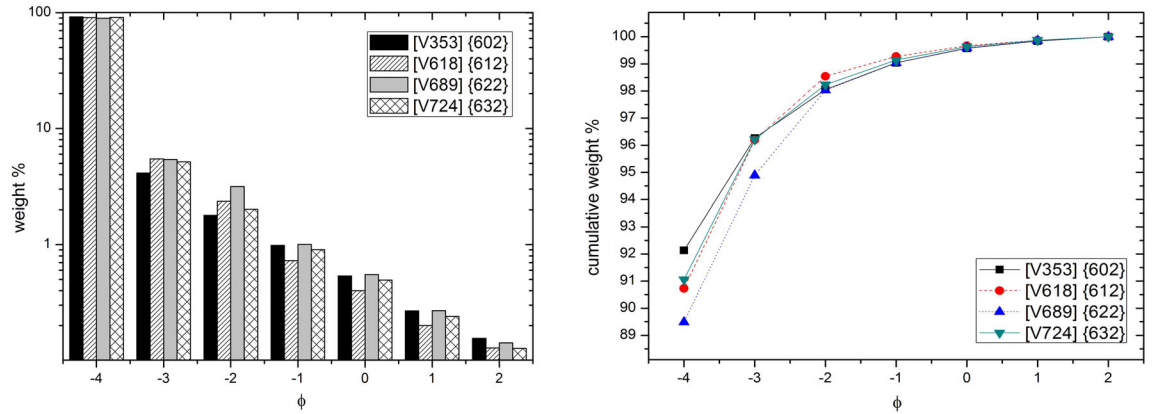 100
10
1
weight %
[V353] {602}
[V618] {612}
[V689] {622}
[V724] {632}
-4 -3 -2 -1 0 1 2
ϕ
100
99
98
97
96
95
94
93
92
91
90
89
cumulative weight %
[V353] {602}
[V618] {612}
[V689] {622}
[V724] {632}
-4 -3 -2 -1 0 1 2
ϕ